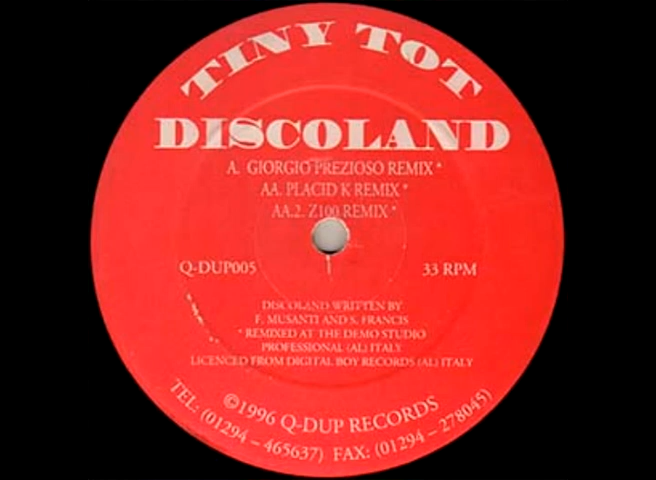 TINY TOT
DISCOLAND
A. GIORGIO PREZIOSO REMIX *
AA. PLACID K REMIX *
AA.2. Z100 REMIX *
Q-DUP005 33 RPM
DISCOLAND WRITTEN BY
F. MUSANTI AND S. FRANCIS
* REMIXED AT THE DEMO STUDIO
PROFESSIONAL (AL) ITALY
LICENCED FROM DIGITAL BOY RECORDS (AL) ITALY
©1996 Q-DUP RECORDS
TEL: (01294 – 465637) FAX: (01294 – 278045)